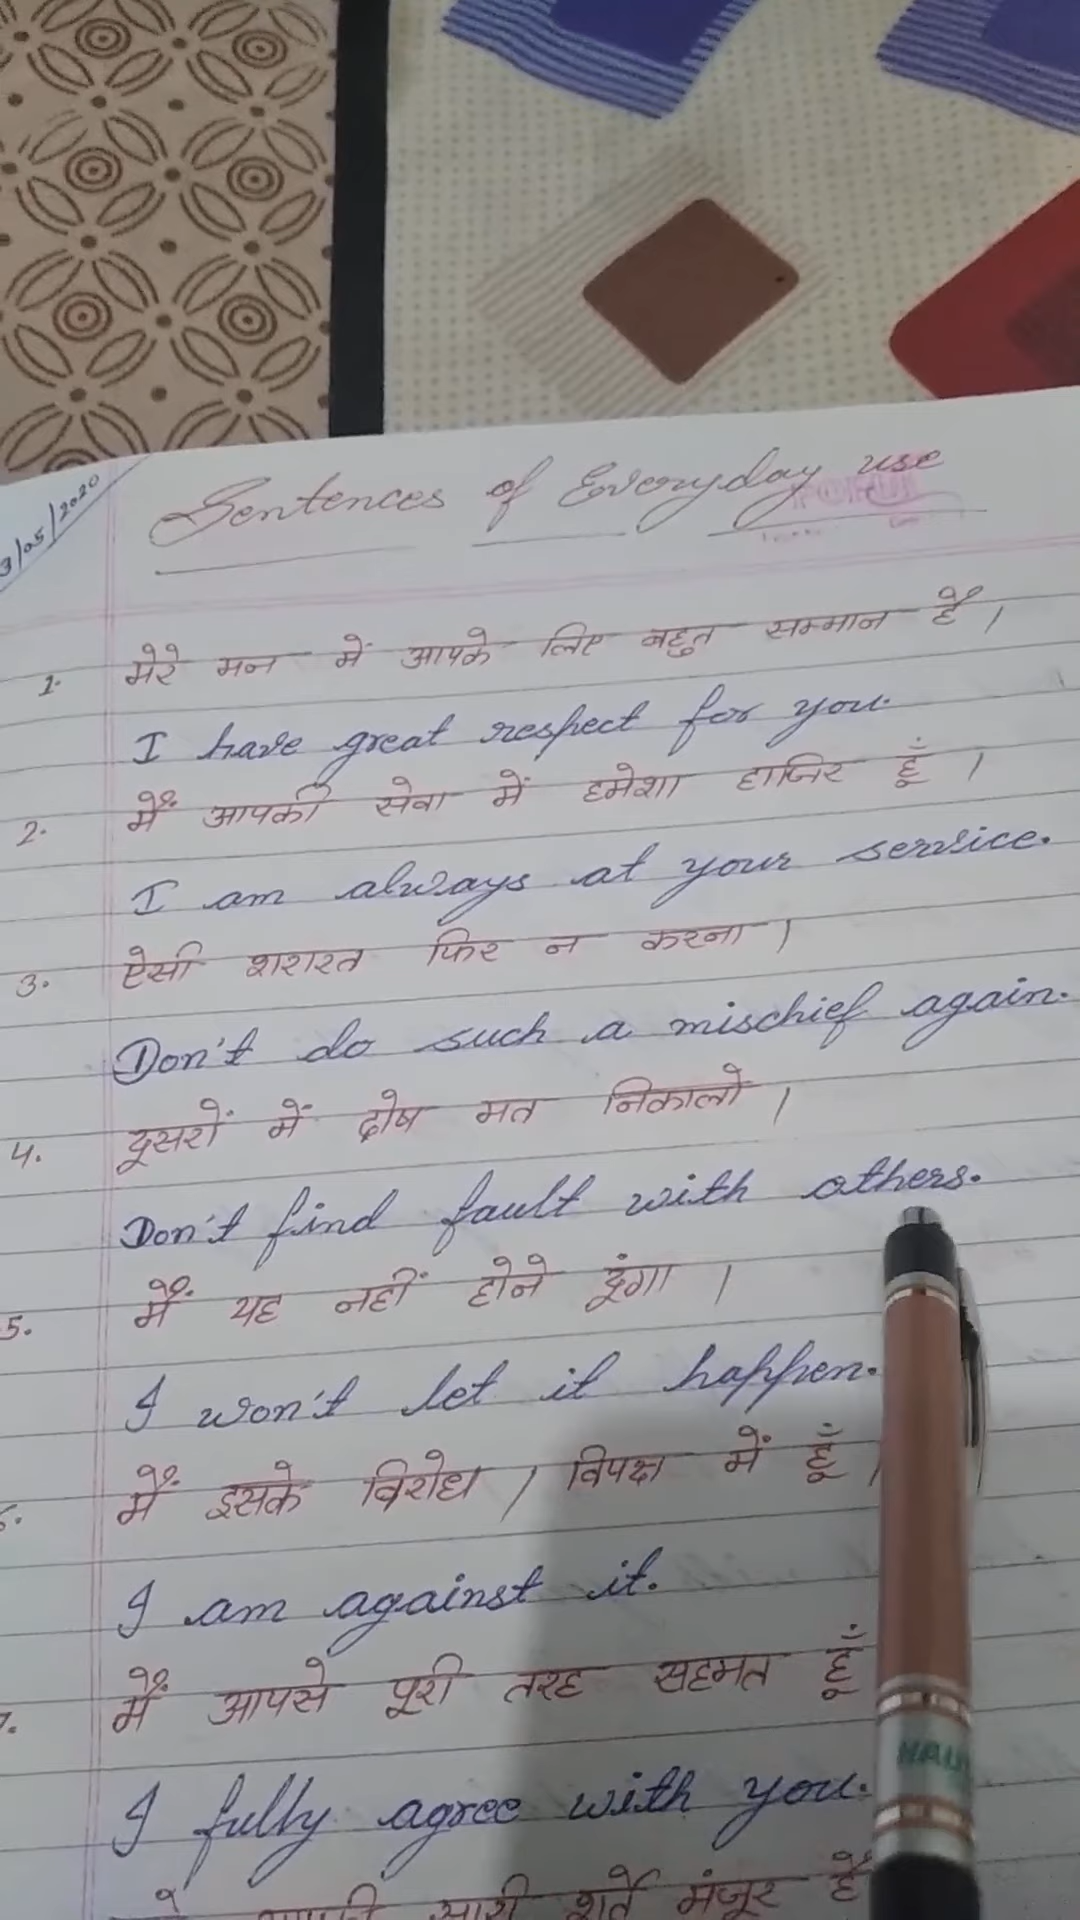 3/05/2020
Sentences of Everyday use
1. मेरे मन में आपके लिए बहुत सम्मान है।
I have great respect for you.
2. मैं आपकी सेवा में हमेशा हाजिर हूँ।
I am always at your service.
3. ऐसी शरारत फिर न करना।
Don't do such a mischief again.
4. दूसरों में दोष मत निकालो।
Don't find fault with others.
5. मैं यह नहीं होने दूंगा।
I won't let it happen.
6. मैं इसके विरोध / विपक्ष में हूँ।
I am against it.
7. मैं आपसे पूरी तरह सहमत हूँ
I fully agree with you.
सारी शर्ते मंजूर है